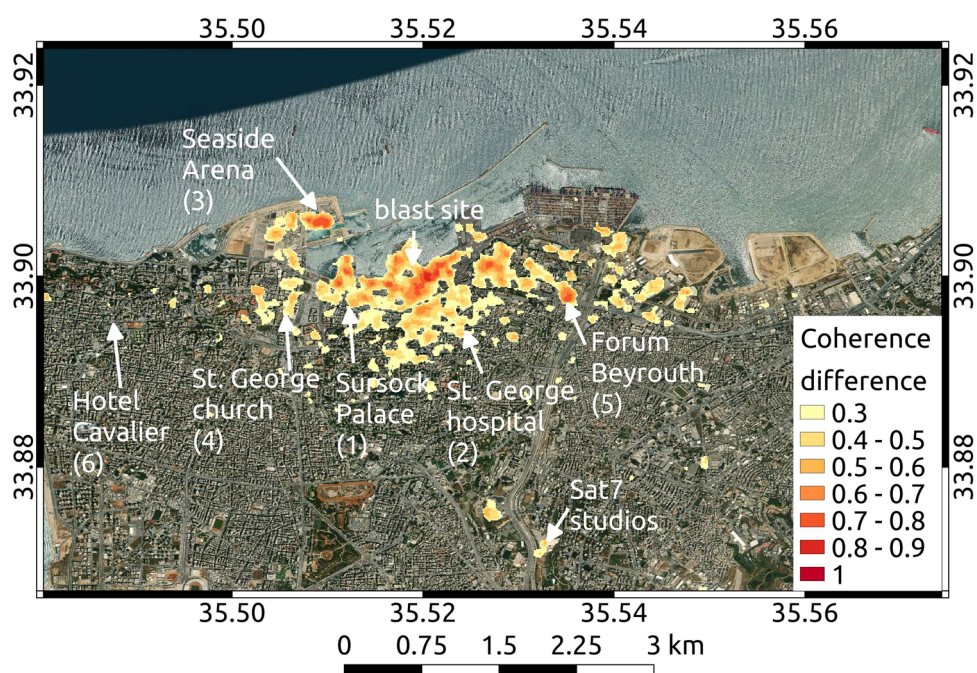 35.50 35.52 35.54 35.56
33.92
33.92
Seaside
Arena
(3)
blast site
33.90
33.90
Hotel
Cavalier
(6)
St. George
church
(4)
Sursock
Palace
(1)
St. George
hospital
(2)
Forum
Beyrouth
(5)
Sat7
studios
Coherence
difference
0.3
0.4 - 0.5
0.5 - 0.6
0.6 - 0.7
0.7 - 0.8
0.8 - 0.9
1
33.88
33.88
35.50 35.52 35.54 35.56
0 0.75 1.5 2.25 3 km